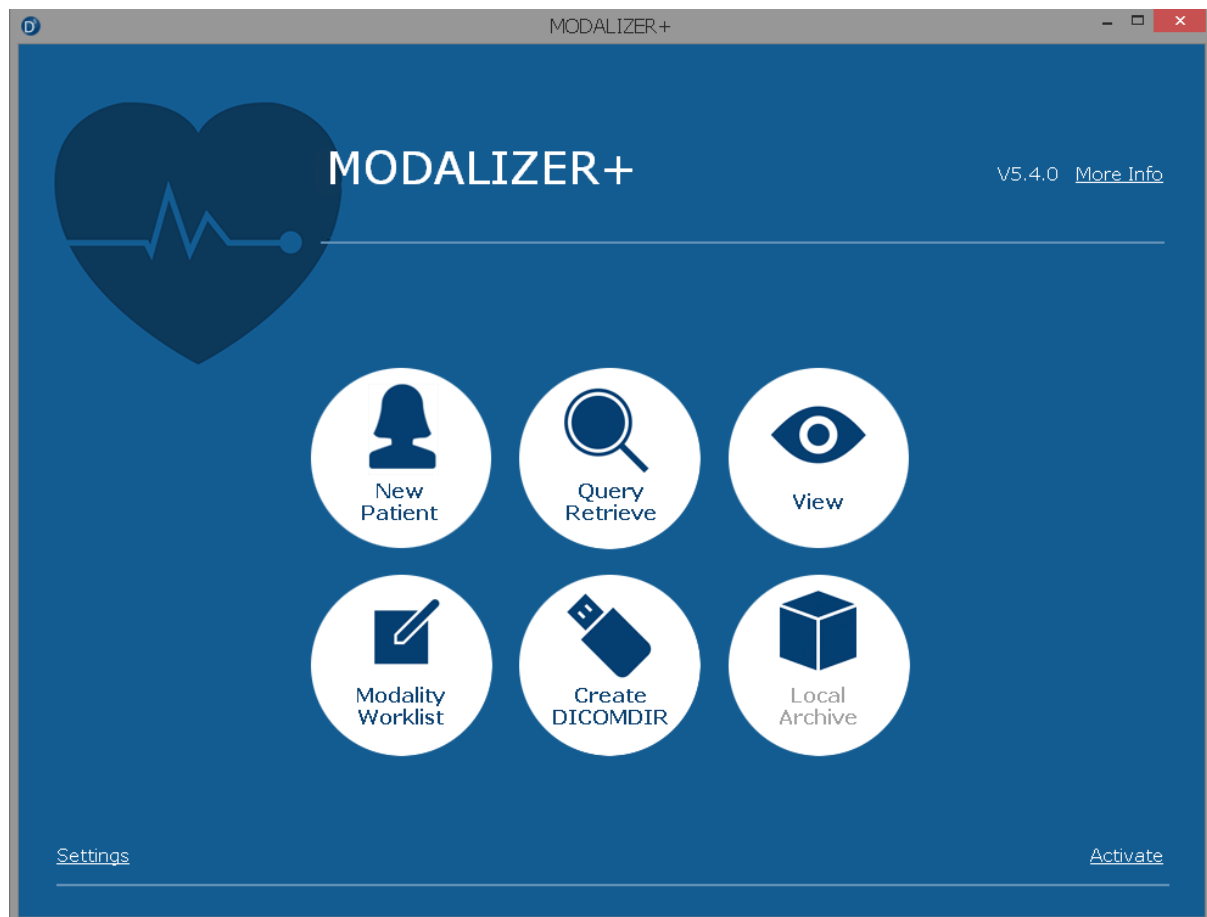 MODALIZER+
MODALIZER+
V5.4.0 More Info
New
Patient
Query
Retrieve
View
Modality
Worklist
Create
DICOMDIR
Local
Archive
Settings
Activate